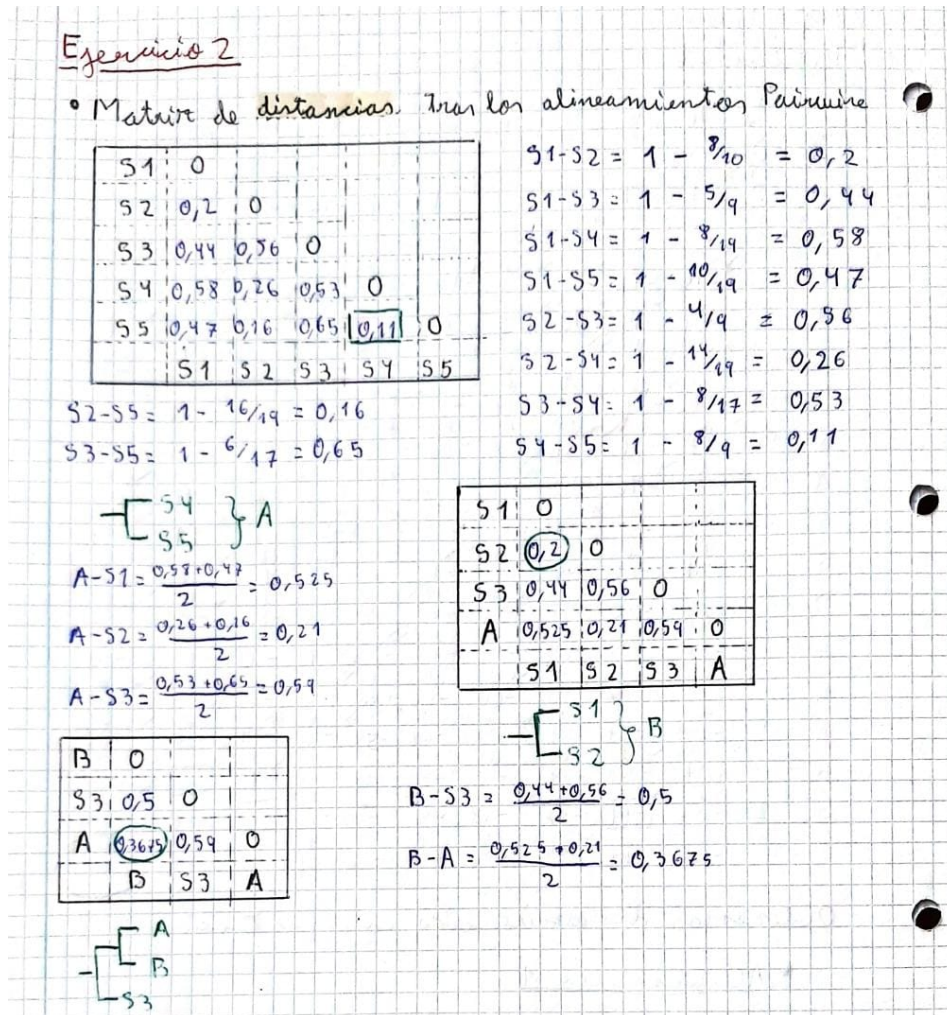 Ejercicio 2
• Matriz de distancias. Tras los alineamientos Pairwise
S1 0
S2 0,2 0
S3 0,44 0,56 0
S4 0,58 0,26 0,53 0
S5 0,47 0,16 0,65 0,11 0
S1 S2 S3 S4 S5
S1-S2 = 1 - 8/10 = 0,2
S1-S3 = 1 - 5/9 = 0,44
S1-S4 = 1 - 8/19 = 0,58
S1-S5 = 1 - 10/19 = 0,47
S2-S3 = 1 - 4/9 = 0,56
S2-S4 = 1 - 14/19 = 0,26
S3-S4 = 1 - 8/17 = 0,53
S4-S5 = 1 - 8/9 = 0,11
S2-S5 = 1 - 16/19 = 0,16
S3-S5 = 1 - 6/17 = 0,65
S4
S5
} A
A-S1 = (0,58+0,47)/2 = 0,525
A-S2 = (0,26+0,16)/2 = 0,21
A-S3 = (0,53+0,65)/2 = 0,59
S1 0
S2 0,2 0
S3 0,44 0,56 0
A 0,525 0,21 0,59 0
S1 S2 S3 A
S1
S2
} B
B-S3 = (0,44+0,56)/2 = 0,5
B-A = (0,525+0,21)/2 = 0,3675
B 0
S3 0,5 0
A 0,3675 0,59 0
B S3 A
A
B
S3